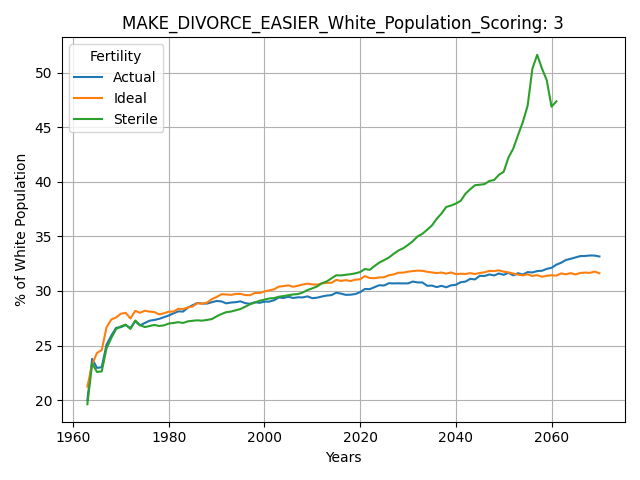 MAKE_DIVORCE_EASIER_White_Population_Scoring: 3
Fertility
Actual
Ideal
Sterile
% of White Population
50
45
40
35
30
25
20
1960
1980
2000
2020
2040
2060
Years